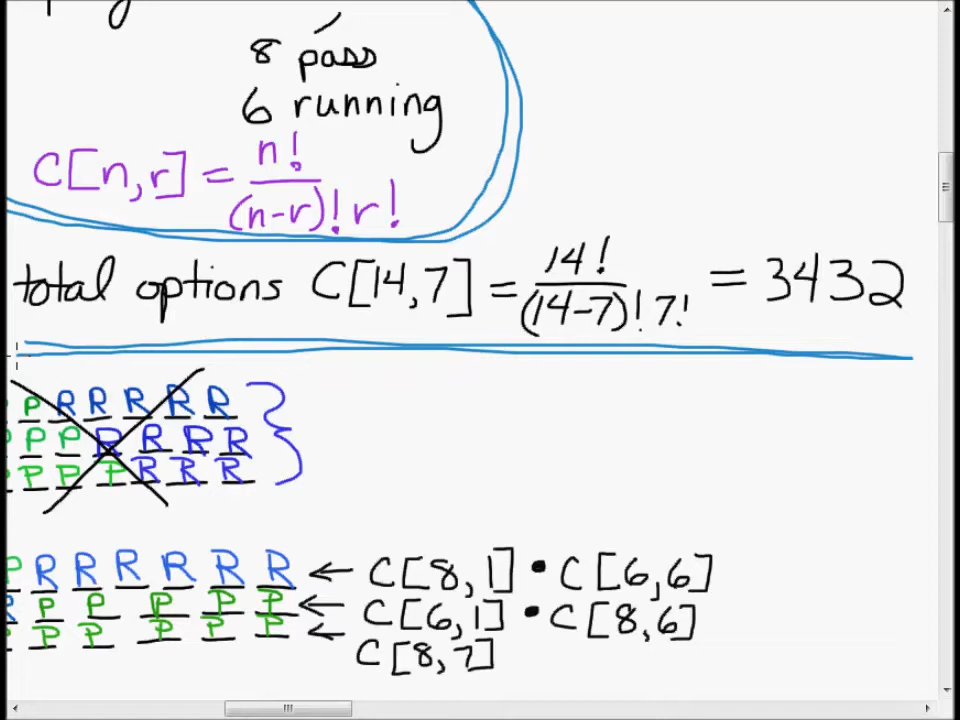 8 pass
6 running
C[n,r] = n! / (n-r)! r!
total options C[14,7] = 14! / (14-7)! 7! = 3432
P R R R R R
P P P R R R R
P P P P R R R
P R R R R R R ← C[8,1] • C[6,6]
R P P P P P ← C[6,1] • C[8,6]
P P P P P P ← C[8,7]